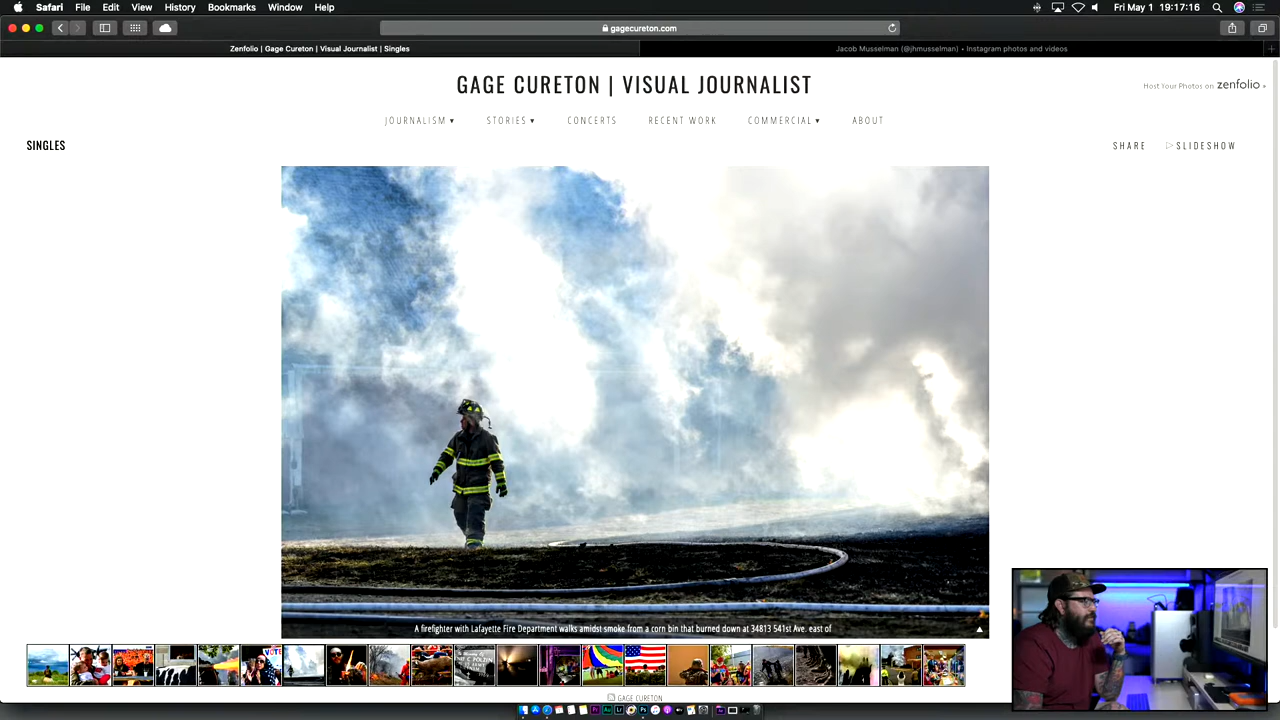 Safari File Edit View History Bookmarks Window Help
Fri May 1 19:17:16
gagecureton.com
Zenfolio | Gage Cureton | Visual Journalist | Singles
Jacob Musselman (@jhmusselman) • Instagram photos and videos
GAGE CURETON | VISUAL JOURNALIST
Host Your Photos on zenfolio »
JOURNALISM ▾ STORIES ▾ CONCERTS RECENT WORK COMMERCIAL ▾ ABOUT
SINGLES
SHARE SLIDESHOW
A firefighter with Lafayette Fire Department walks amidst smoke from a corn bin that burned down at 34813 541st Ave. east of
GAGE CURETON